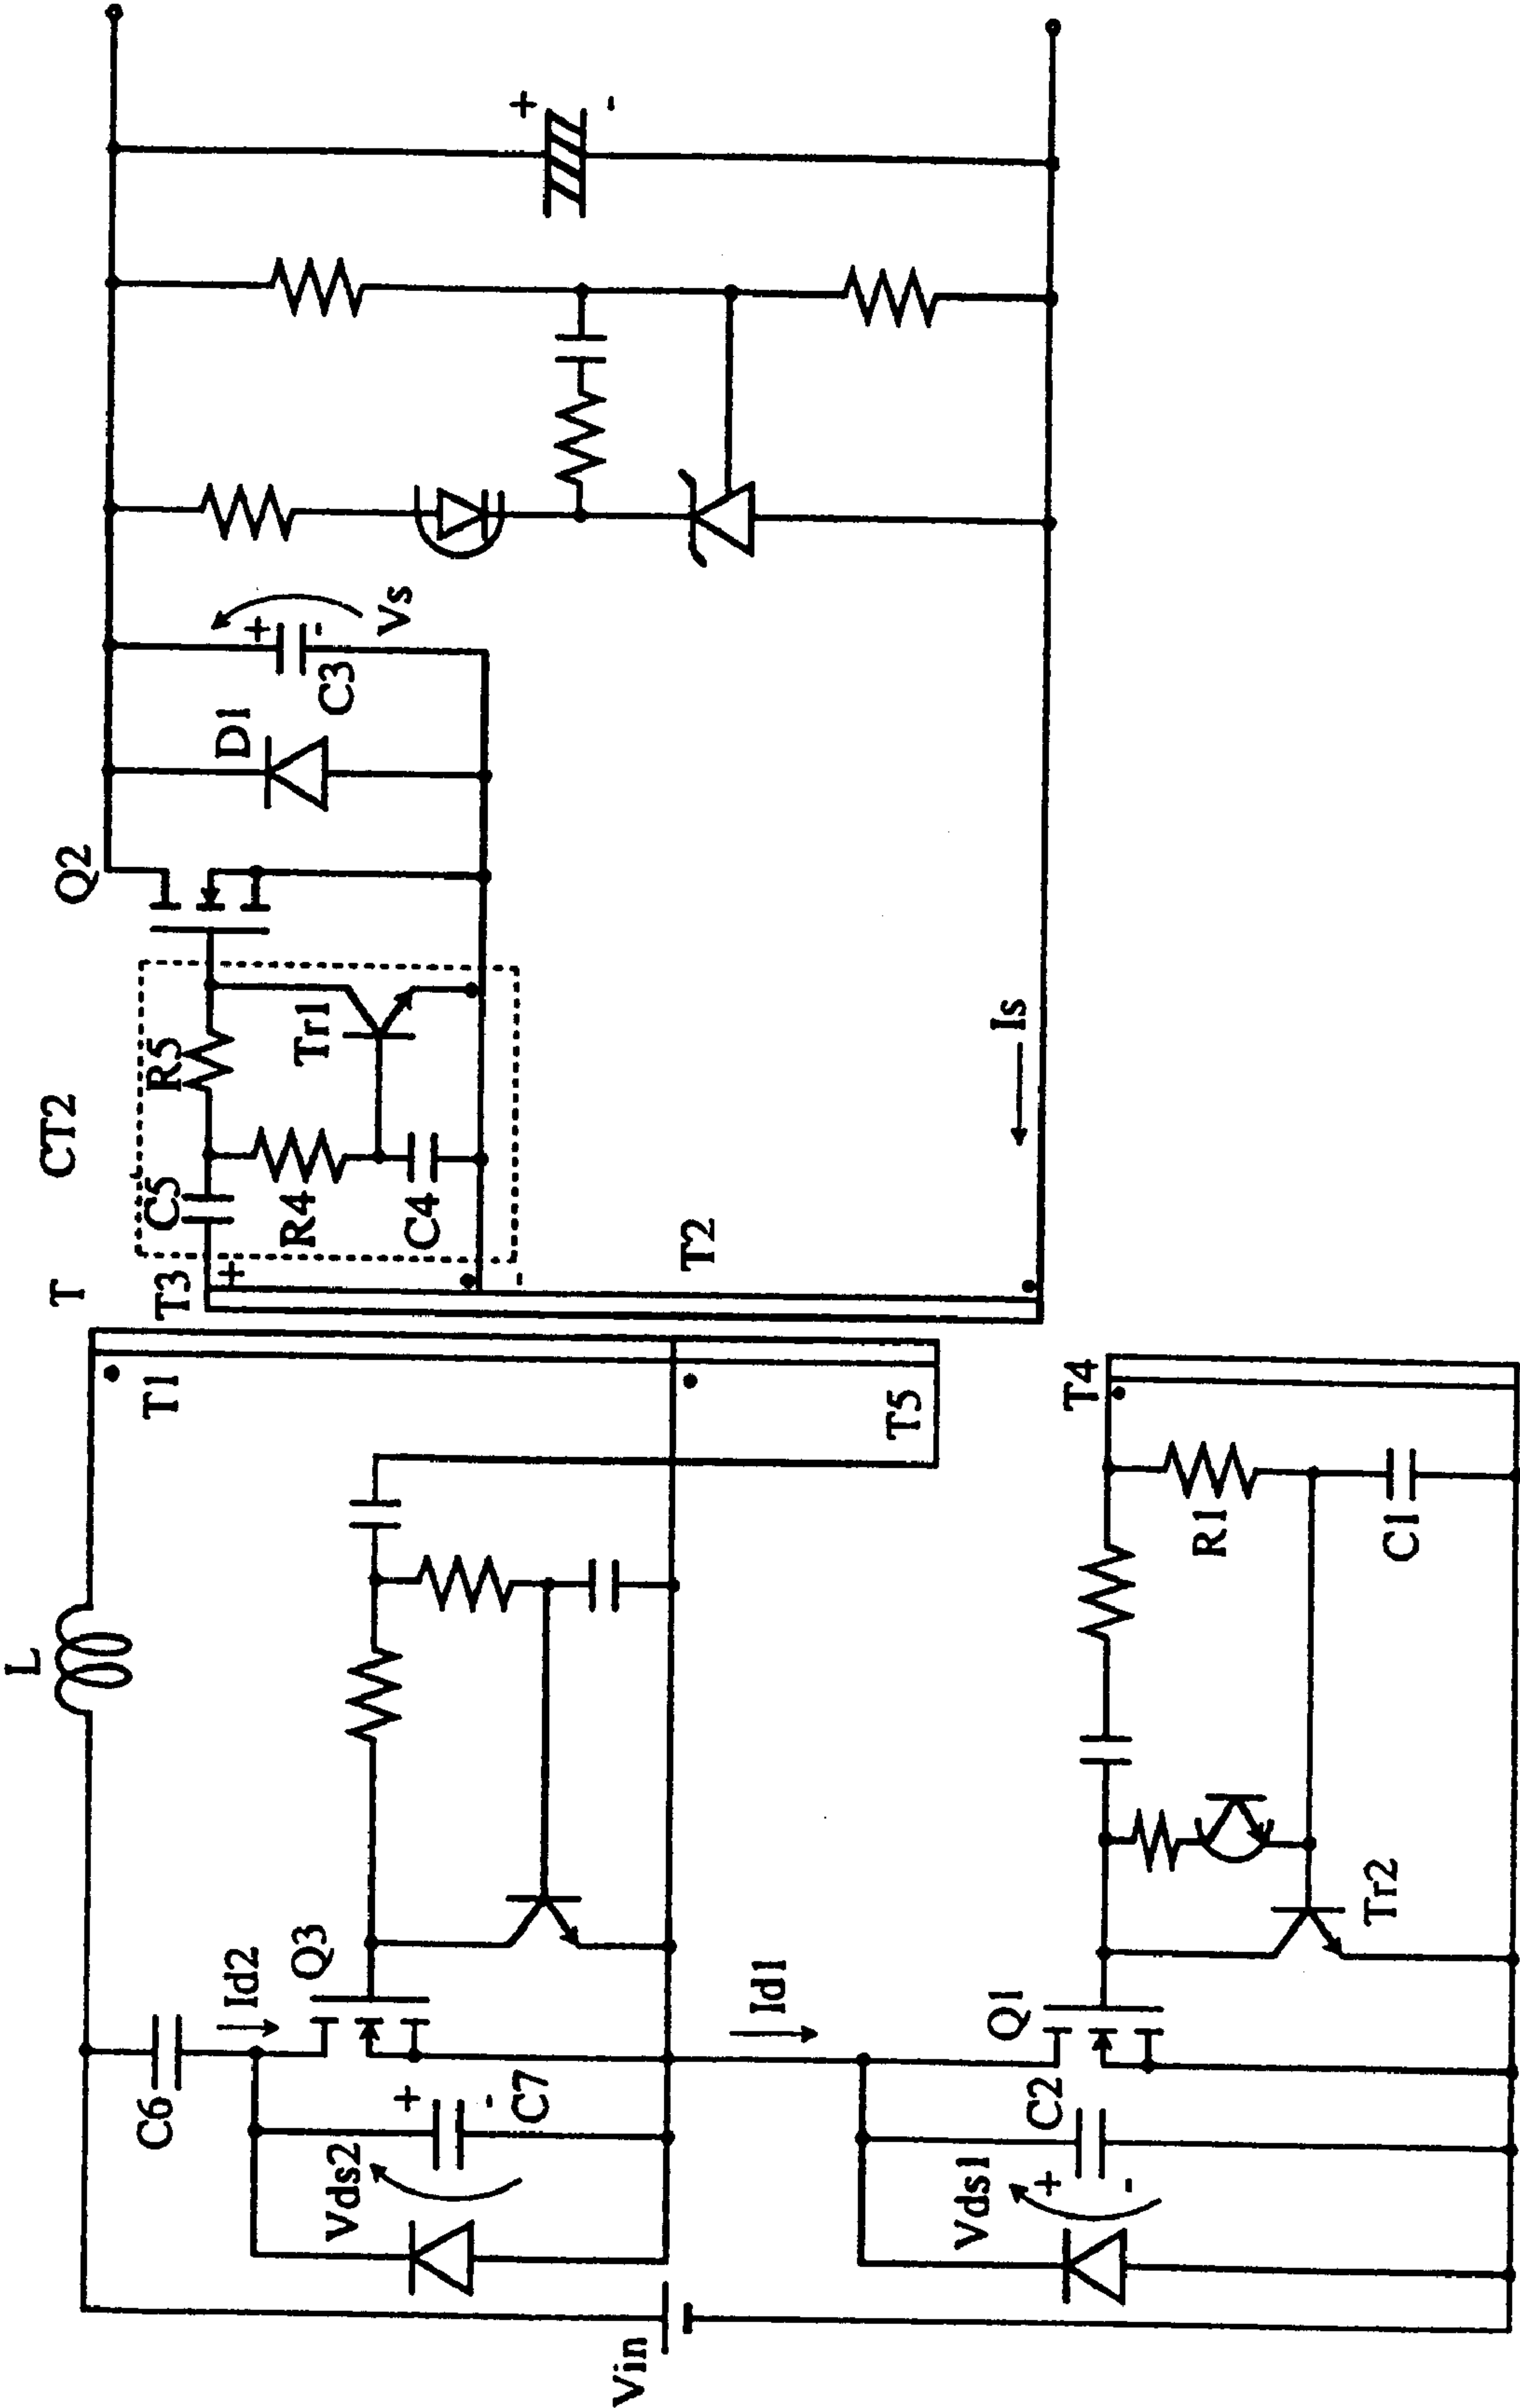 Q2
D1
+
-
C3
Vs
+
-
CT2
T
T3
C5
R5
+
R4
Tr1
C4
-
T2
Is
L
T1
T5
T4
C6
Id2
Q3
Vds2
+
-
C7
Id1
Vin
Q1
R1
C1
Tr2
Vds1
+
-
C2